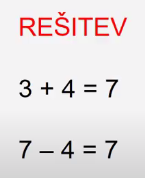 REŠITEV
3 + 4 = 7
7 – 4 = 7